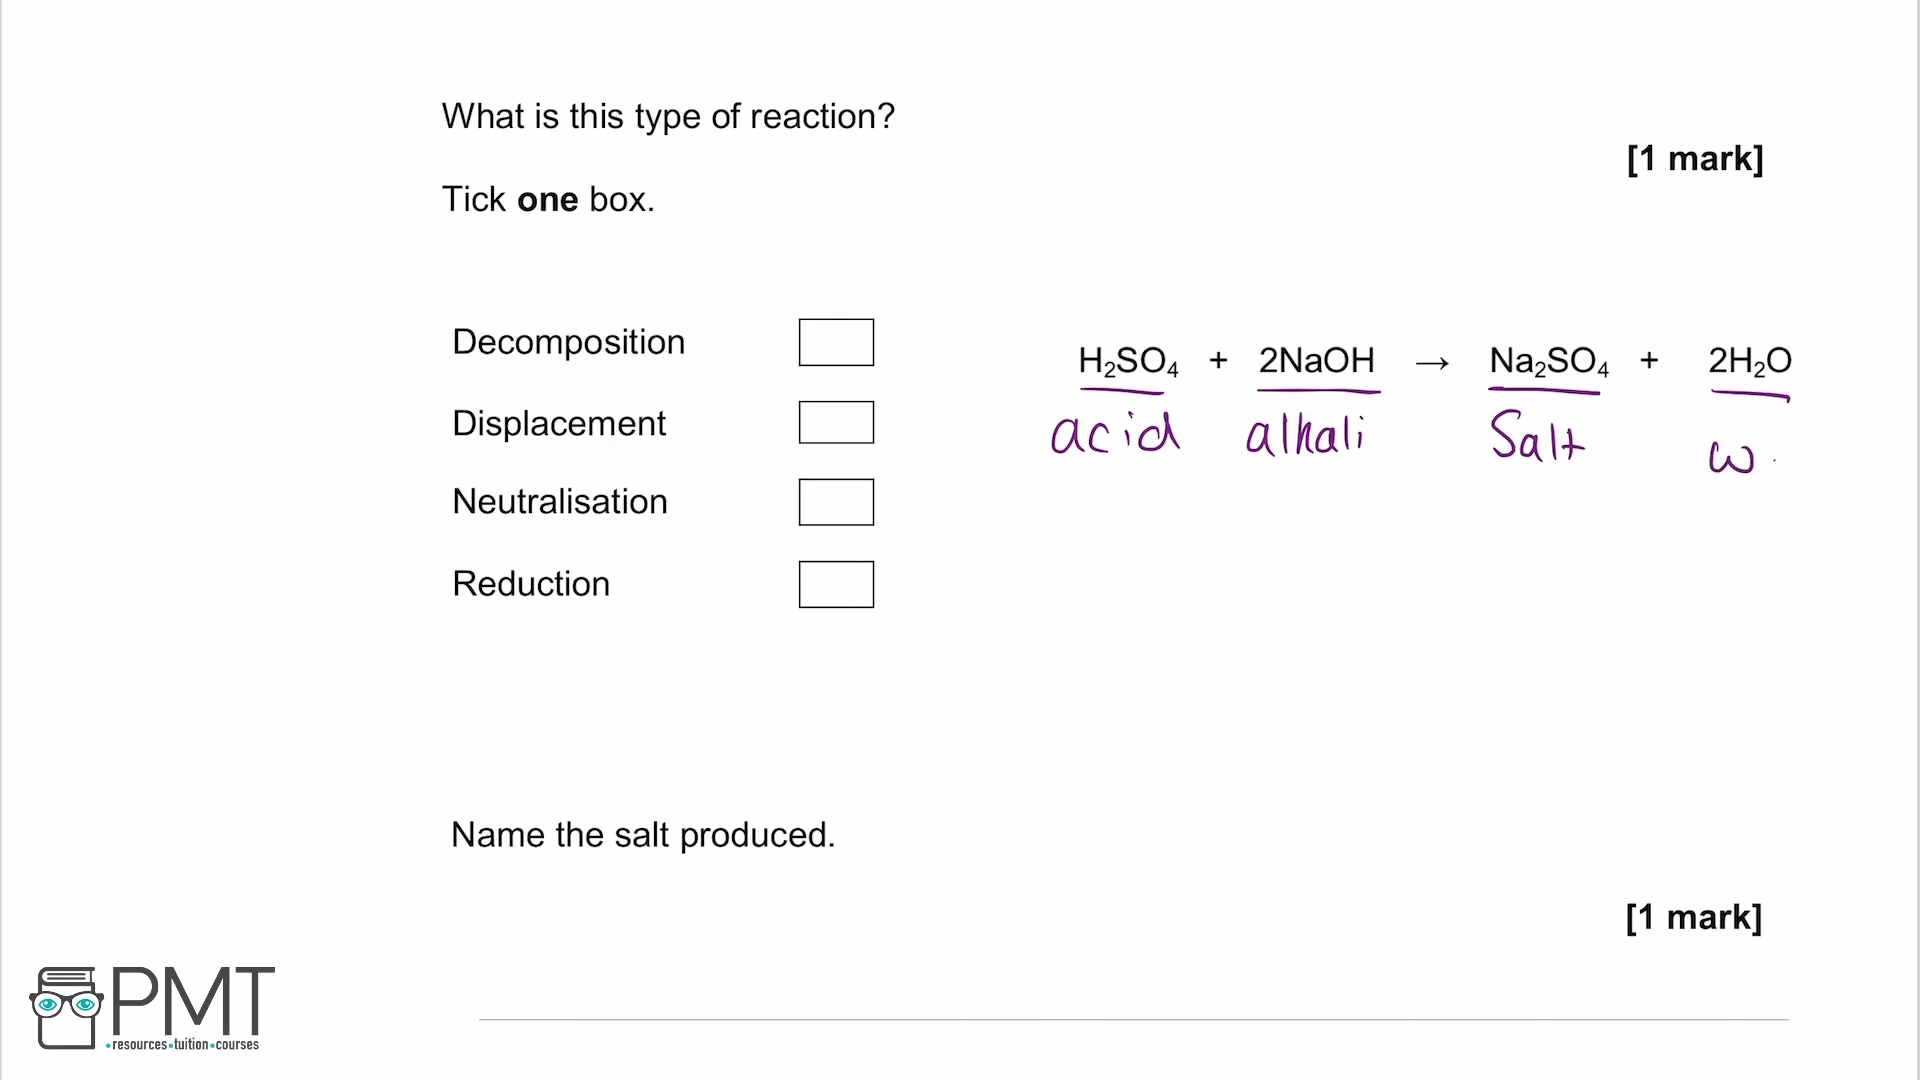 What is this type of reaction?
[1 mark]
Tick one box.
Decomposition
Displacement
Neutralisation
Reduction
H₂SO₄ + 2NaOH → Na₂SO₄ + 2H₂O
acid alkali Salt w
Name the salt produced.
[1 mark]
PMT
•resources•tuition•courses